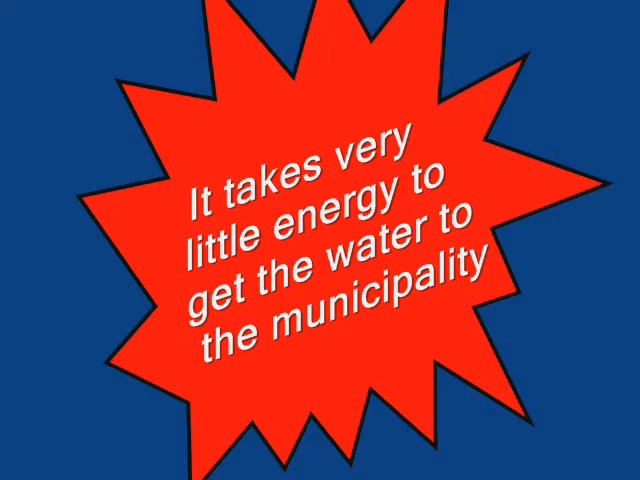 It takes very
little energy to
get the water to
the municipality